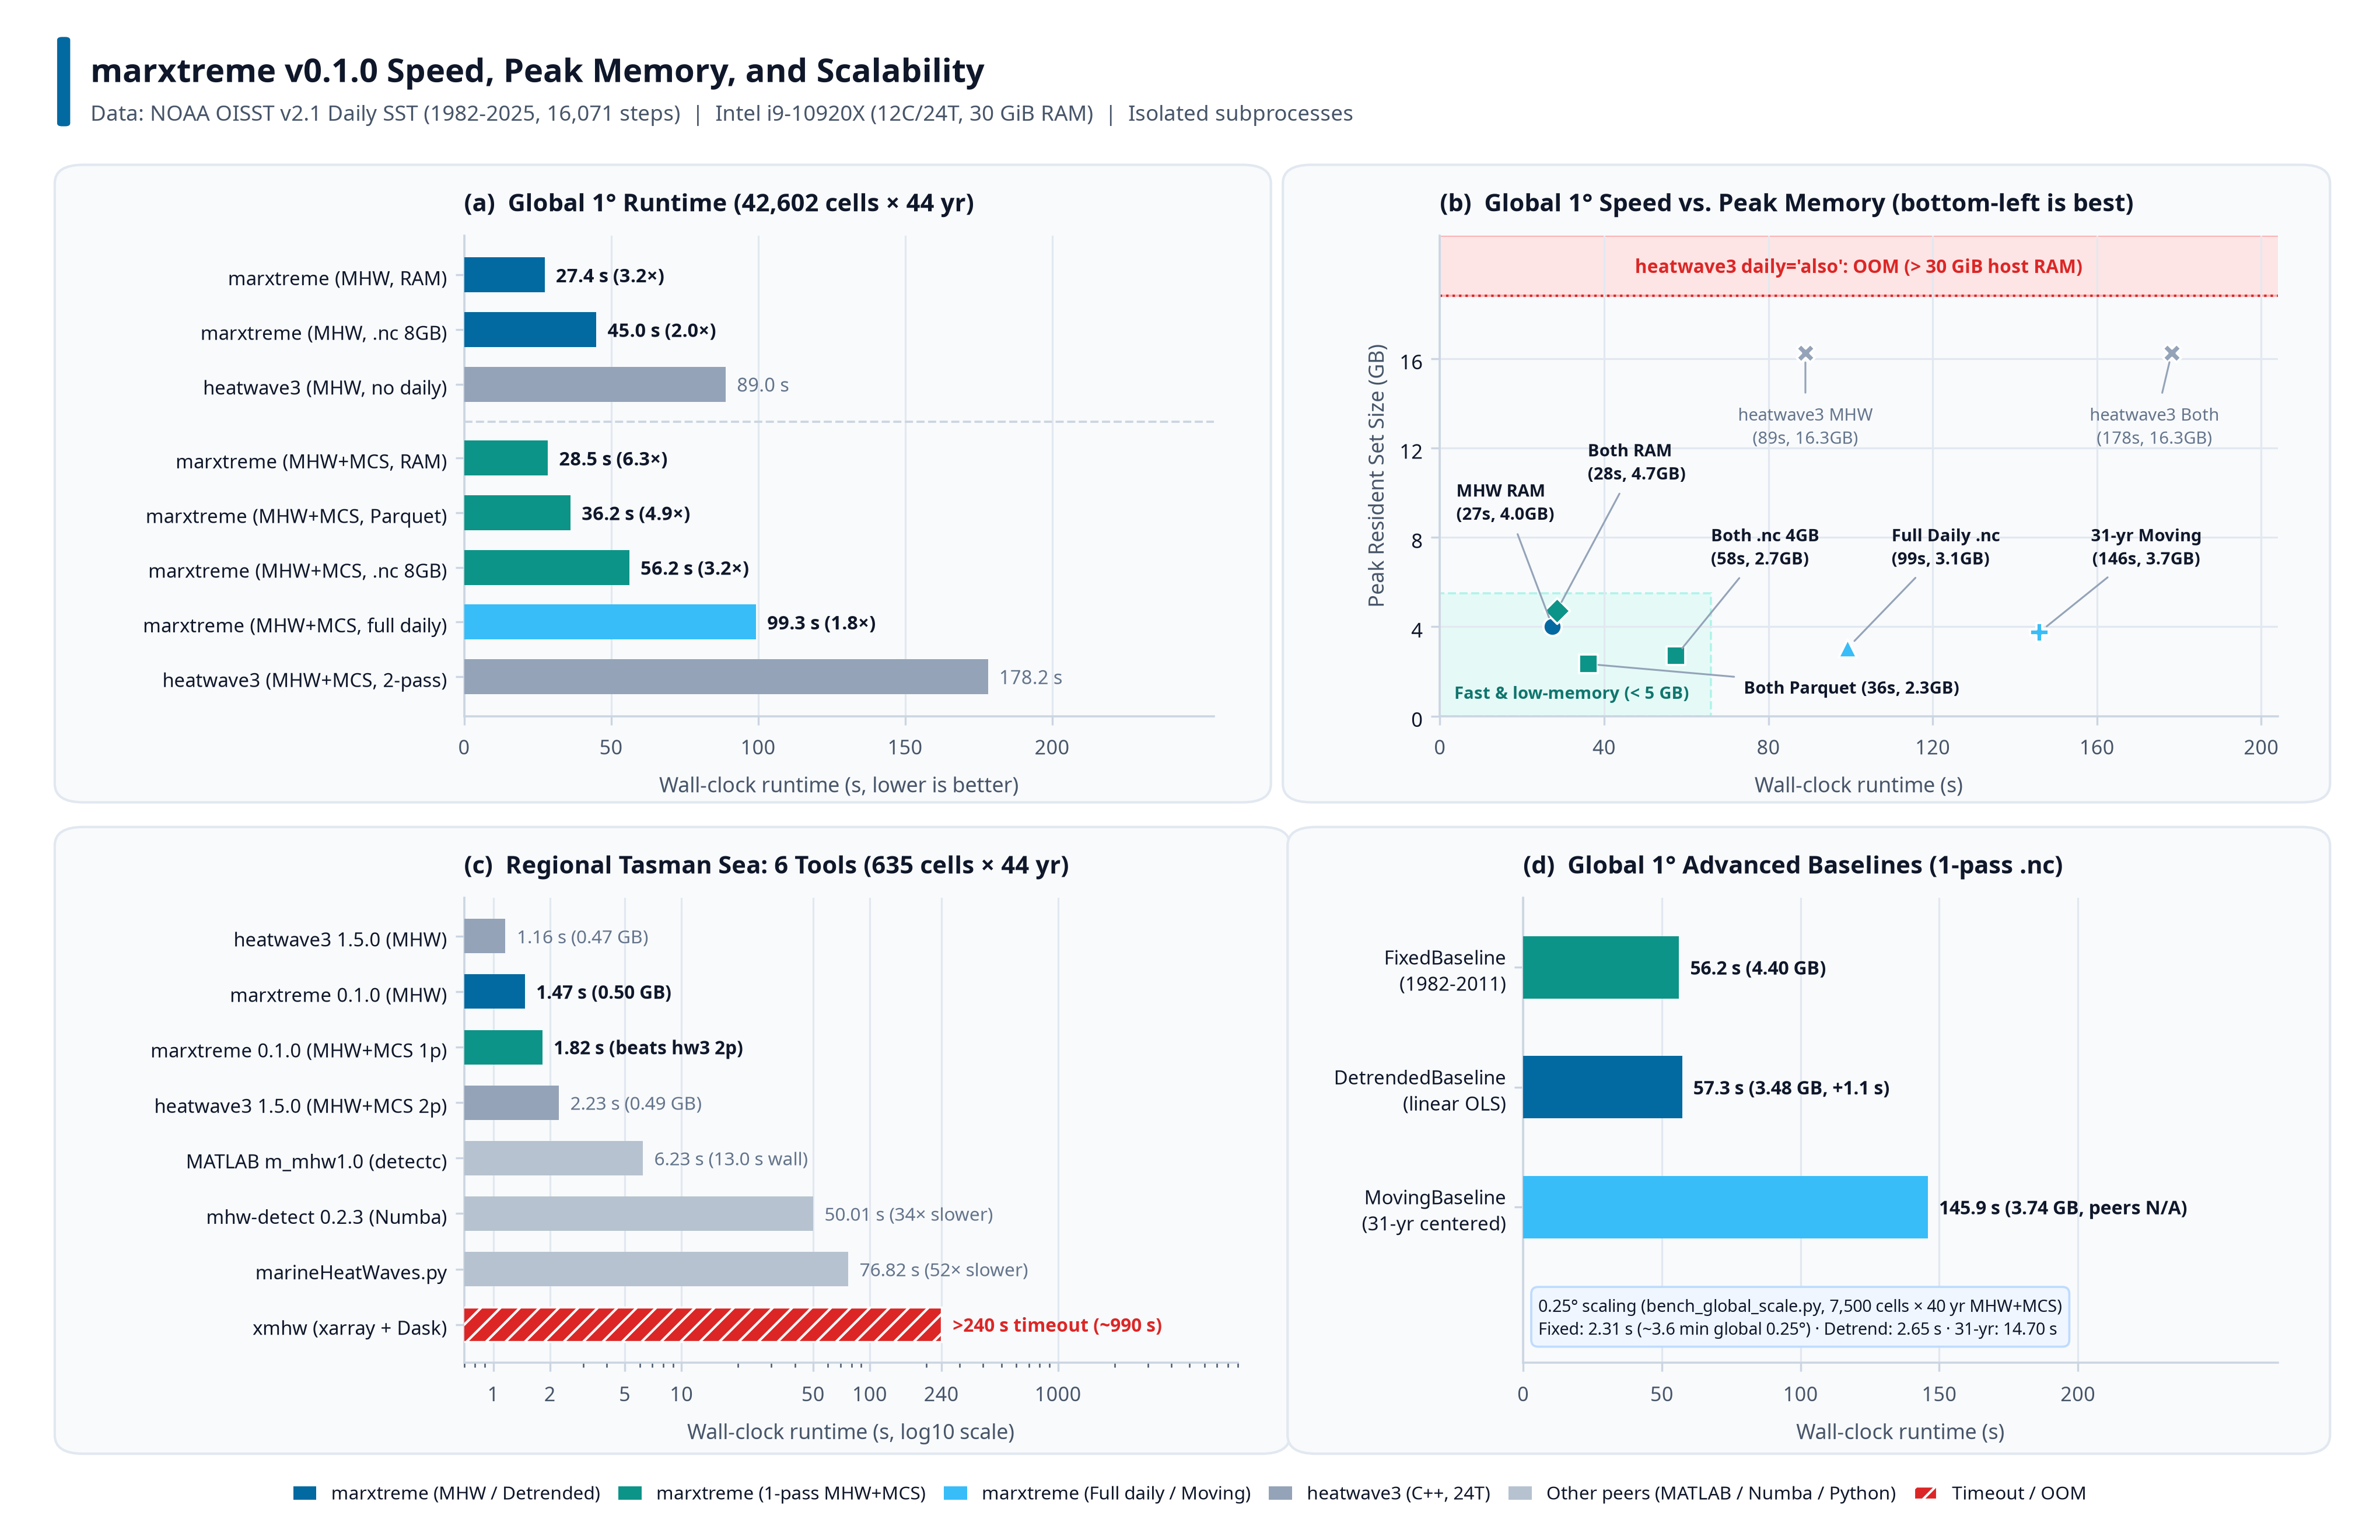 marxtreme v0.1.0 Speed, Peak Memory, and Scalability
Data: NOAA OISST v2.1 Daily SST (1982-2025, 16,071 steps) | Intel i9-10920X (12C/24T, 30 GiB RAM) | Isolated subprocesses
(a) Global 1° Runtime (42,602 cells × 44 yr)
marxtreme (MHW, RAM)
27.4 s (3.2×)
marxtreme (MHW, .nc 8GB)
45.0 s (2.0×)
heatwave3 (MHW, no daily)
89.0 s
marxtreme (MHW+MCS, RAM)
28.5 s (6.3×)
marxtreme (MHW+MCS, Parquet)
36.2 s (4.9×)
marxtreme (MHW+MCS, .nc 8GB)
56.2 s (3.2×)
marxtreme (MHW+MCS, full daily)
99.3 s (1.8×)
heatwave3 (MHW+MCS, 2-pass)
178.2 s
0 50 100 150 200
Wall-clock runtime (s, lower is better)
(b) Global 1° Speed vs. Peak Memory (bottom-left is best)
heatwave3 daily='also': OOM (> 30 GiB host RAM)
Peak Resident Set Size (GB)
16
12
8
4
0
heatwave3 MHW
(89s, 16.3GB)
heatwave3 Both
(178s, 16.3GB)
Both RAM
(28s, 4.7GB)
MHW RAM
(27s, 4.0GB)
Both .nc 4GB
(58s, 2.7GB)
Full Daily .nc
(99s, 3.1GB)
31-yr Moving
(146s, 3.7GB)
Both Parquet (36s, 2.3GB)
Fast & low-memory (< 5 GB)
0 40 80 120 160 200
Wall-clock runtime (s)
(c) Regional Tasman Sea: 6 Tools (635 cells × 44 yr)
heatwave3 1.5.0 (MHW)
1.16 s (0.47 GB)
marxtreme 0.1.0 (MHW)
1.47 s (0.50 GB)
marxtreme 0.1.0 (MHW+MCS 1p)
1.82 s (beats hw3 2p)
heatwave3 1.5.0 (MHW+MCS 2p)
2.23 s (0.49 GB)
MATLAB m_mhw1.0 (detectc)
6.23 s (13.0 s wall)
mhw-detect 0.2.3 (Numba)
50.01 s (34× slower)
marineHeatWaves.py
76.82 s (52× slower)
xmhw (xarray + Dask)
>240 s timeout (~990 s)
1 2 5 10 50 100 240 1000
Wall-clock runtime (s, log10 scale)
(d) Global 1° Advanced Baselines (1-pass .nc)
FixedBaseline
(1982-2011)
56.2 s (4.40 GB)
DetrendedBaseline
(linear OLS)
57.3 s (3.48 GB, +1.1 s)
MovingBaseline
(31-yr centered)
145.9 s (3.74 GB, peers N/A)
0.25° scaling (bench_global_scale.py, 7,500 cells × 40 yr MHW+MCS)
Fixed: 2.31 s (~3.6 min global 0.25°) · Detrend: 2.65 s · 31-yr: 14.70 s
0 50 100 150 200
Wall-clock runtime (s)
marxtreme (MHW / Detrended)
marxtreme (1-pass MHW+MCS)
marxtreme (Full daily / Moving)
heatwave3 (C++, 24T)
Other peers (MATLAB / Numba / Python)
Timeout / OOM